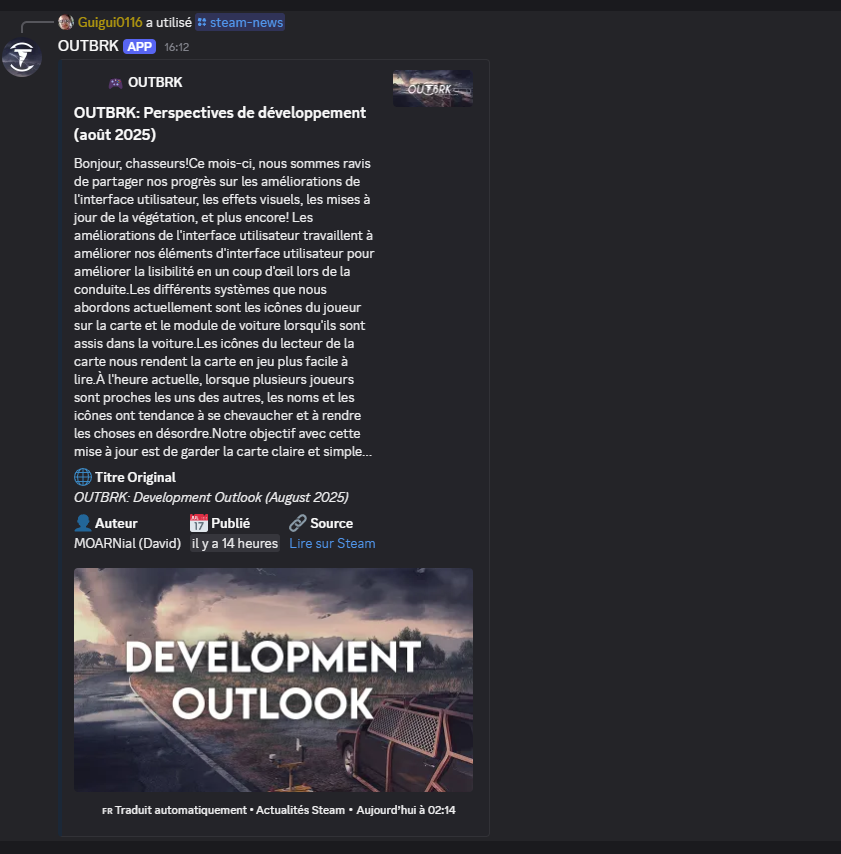 Guigui0116 a utilisé steam-news
OUTBRK APP 16:12
OUTBRK
OUTBRK
OUTBRK: Perspectives de développement
(août 2025)
Bonjour, chasseurs!Ce mois-ci, nous sommes ravis
de partager nos progrès sur les améliorations de
l'interface utilisateur, les effets visuels, les mises à
jour de la végétation, et plus encore! Les
améliorations de l'interface utilisateur travaillent à
améliorer nos éléments d'interface utilisateur pour
améliorer la lisibilité en un coup d'œil lors de la
conduite.Les différents systèmes que nous
abordons actuellement sont les icônes du joueur
sur la carte et le module de voiture lorsqu'ils sont
assis dans la voiture.Les icônes du lecteur de la
carte nous rendent la carte en jeu plus facile à
lire.À l'heure actuelle, lorsque plusieurs joueurs
sont proches les uns des autres, les noms et les
icônes ont tendance à se chevaucher et à rendre
les choses en désordre.Notre objectif avec cette
mise à jour est de garder la carte claire et simple...
Titre Original
OUTBRK: Development Outlook (August 2025)
Auteur Publié Source
MOARNial (David) il y a 14 heures Lire sur Steam
DEVELOPMENT
OUTLOOK
FR Traduit automatiquement • Actualités Steam • Aujourd'hui à 02:14